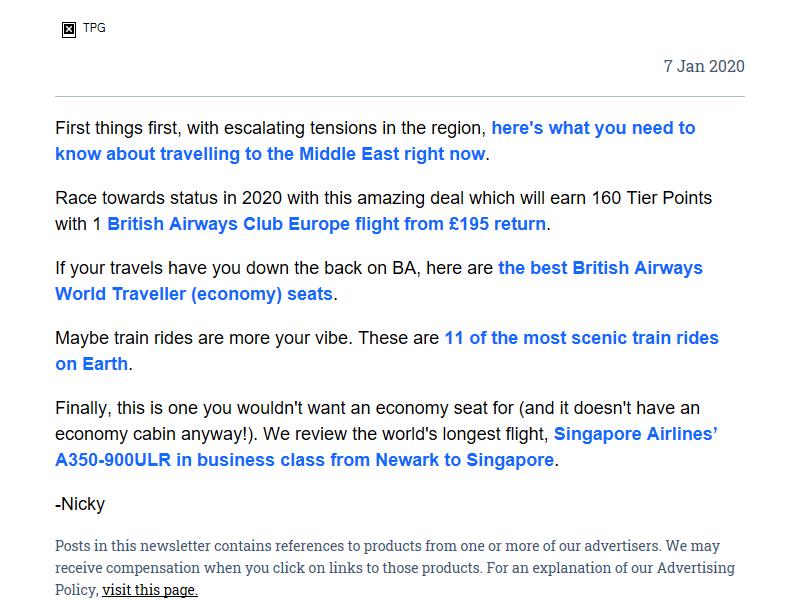 TPG
7 Jan 2020
First things first, with escalating tensions in the region, here's what you need to
know about travelling to the Middle East right now.
Race towards status in 2020 with this amazing deal which will earn 160 Tier Points
with 1 British Airways Club Europe flight from £195 return.
If your travels have you down the back on BA, here are the best British Airways
World Traveller (economy) seats.
Maybe train rides are more your vibe. These are 11 of the most scenic train rides
on Earth.
Finally, this is one you wouldn't want an economy seat for (and it doesn't have an
economy cabin anyway!). We review the world's longest flight, Singapore Airlines’
A350-900ULR in business class from Newark to Singapore.
-Nicky
Posts in this newsletter contains references to products from one or more of our advertisers. We may
receive compensation when you click on links to those products. For an explanation of our Advertising
Policy, visit this page.